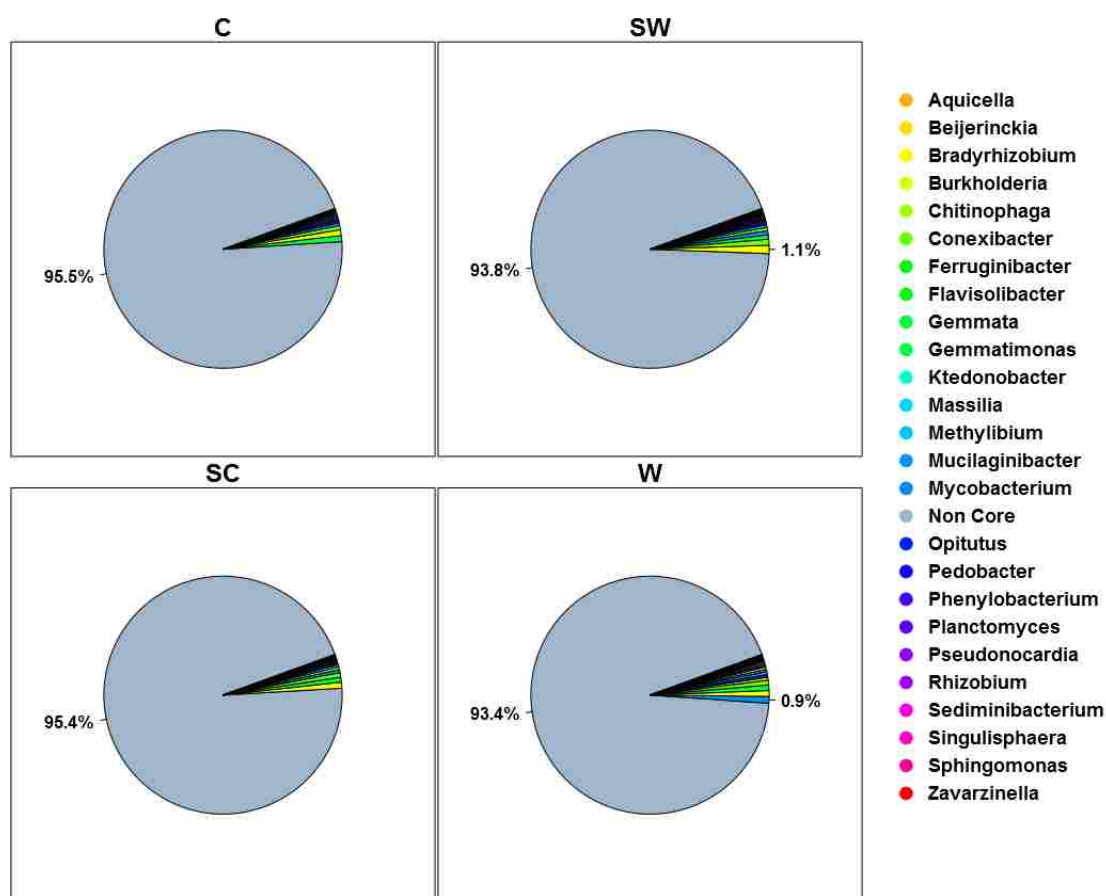 C
SW
95.5%
93.8%
1.1%
SC
W
95.4%
93.4%
0.9%
Aquicella
Beijerinckia
Bradyrhizobium
Burkholderia
Chitinophaga
Conexibacter
Ferruginibacter
Flavisolibacter
Gemmata
Gemmatimonas
Ktedonobacter
Massilia
Methylibium
Mucilaginibacter
Mycobacterium
Non Core
Opitutus
Pedobacter
Phenylobacterium
Planctomyces
Pseudonocardia
Rhizobium
Sediminibacterium
Singulisphaera
Sphingomonas
Zavarzinella